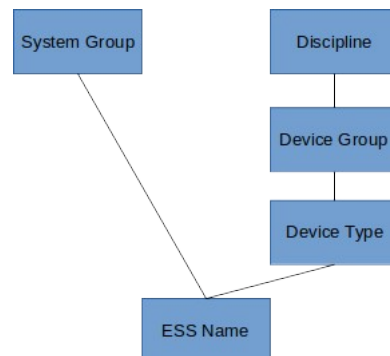 System Group
Discipline
Device Group
Device Type
ESS Name